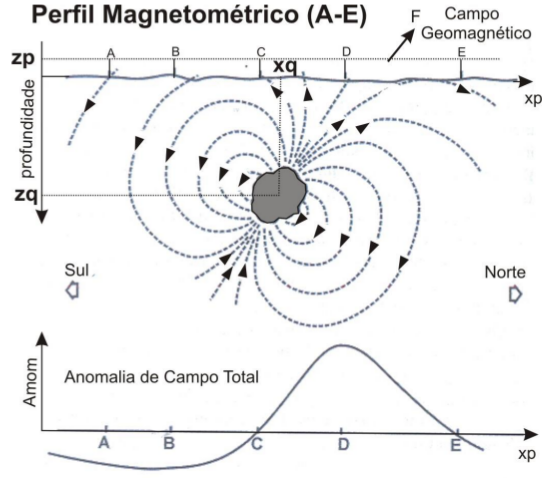 Perfil Magnetométrico (A-E)
F
Campo
Geomagnético
zp
A
B
C
D
E
xq
xp
profundidade
zq
Sul
Norte
Amom
Anomalia de Campo Total
A
B
C
D
E
xp